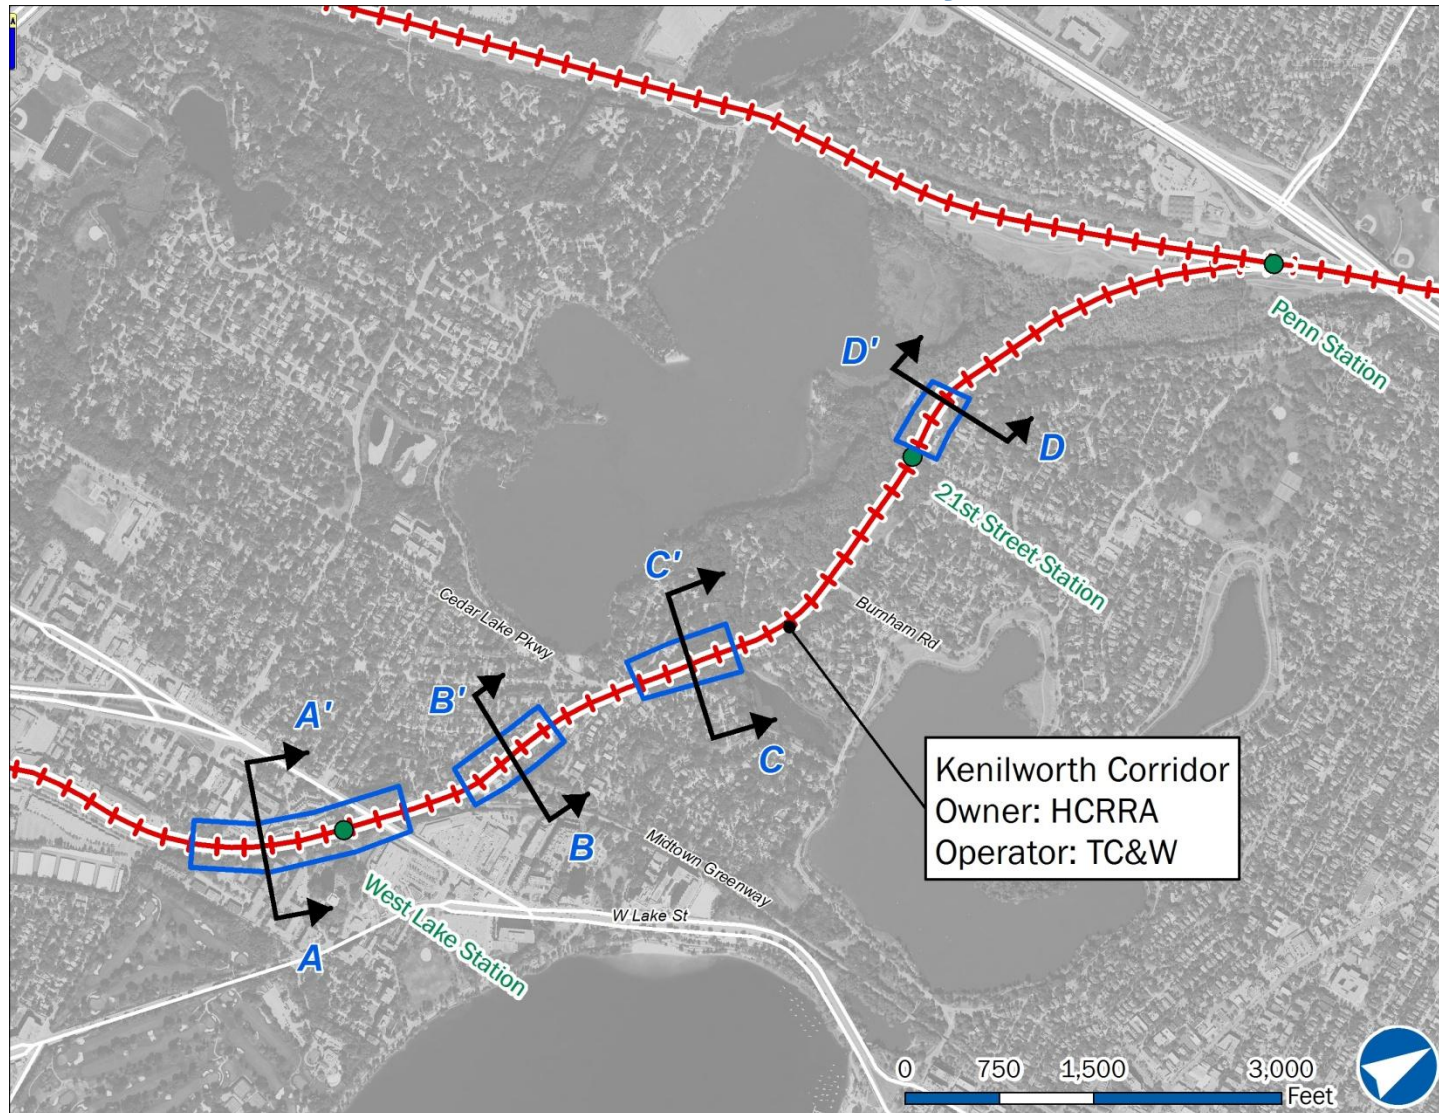 Penn Station
D'
D
21st Street Station
C'
Burnham Rd
Cedar Lake Pkwy
B'
A'
C
Kenilworth Corridor
Owner: HCRRA
Operator: TC&W
B
Midtown Greenway
West Lake Station
W Lake St
A
0 750 1,500 3,000
Feet